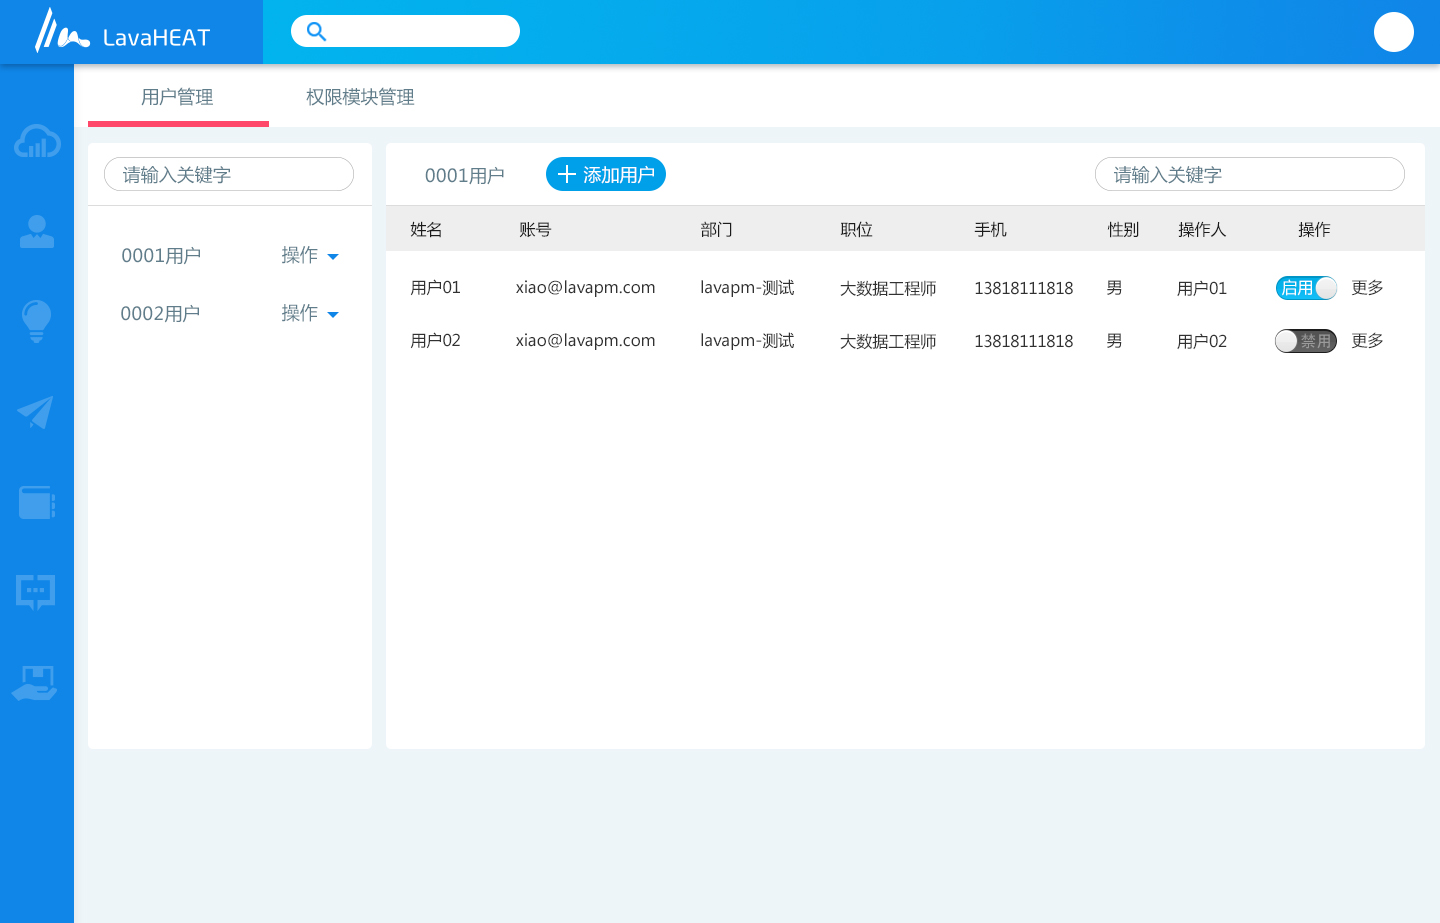 LavaHEAT
用户管理 权限模块管理
请输入关键字
0001用户 操作
0002用户 操作
0001用户 添加用户 请输入关键字
姓名 账号 部门 职位 手机 性别 操作人 操作
用户01 xiao@lavapm.com lavapm-测试 大数据工程师 13818111818 男 用户01 启用 更多
用户02 xiao@lavapm.com lavapm-测试 大数据工程师 13818111818 男 用户02 禁用 更多